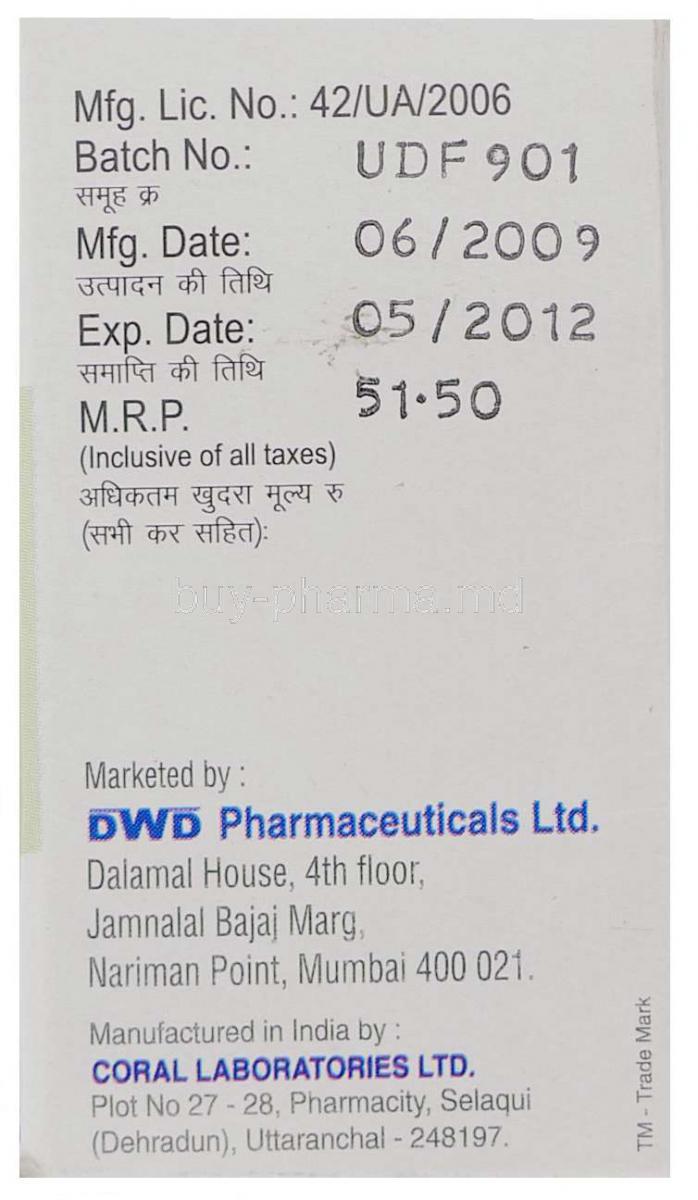 Mfg. Lic. No.: 42/UA/2006
Batch No.: UDF 901
समूह क्र
Mfg. Date: 06/2009
उत्पादन की तिथि
Exp. Date: 05/2012
समाप्ति की तिथि
M.R.P. 51.50
(Inclusive of all taxes)
अधिकतम खुदरा मूल्य रु
(सभी कर सहित):
buy-pharma.md
Marketed by :
DWD Pharmaceuticals Ltd.
Dalamal House, 4th floor,
Jamnalal Bajaj Marg,
Nariman Point, Mumbai 400 021.
Manufactured in India by :
CORAL LABORATORIES LTD.
Plot No 27 - 28, Pharmacity, Selaqui
(Dehradun), Uttaranchal - 248197.
TM - Trade Mark